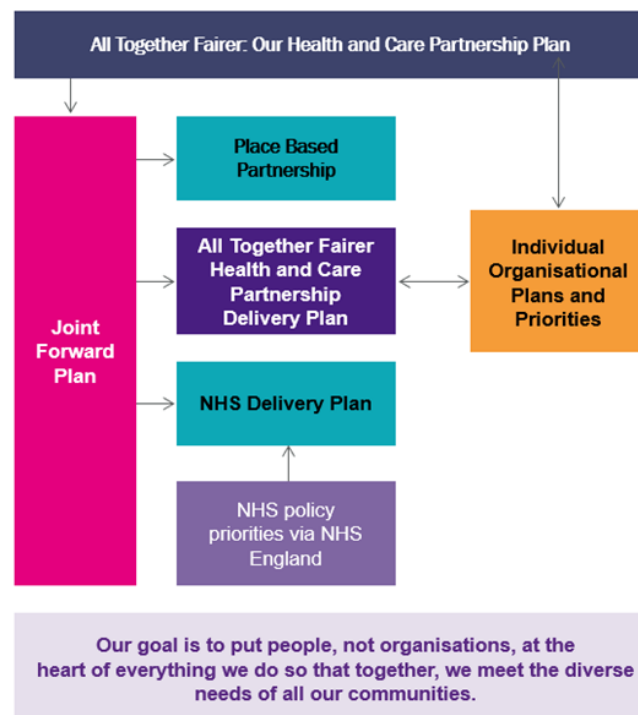 All Together Fairer: Our Health and Care Partnership Plan
Place Based
Partnership
All Together Fairer
Health and Care
Partnership
Delivery Plan
Individual
Organisational
Plans and
Priorities
Joint
Forward
Plan
NHS Delivery Plan
NHS policy
priorities via NHS
England
Our goal is to put people, not organisations, at the
heart of everything we do so that together, we meet the diverse
needs of all our communities.